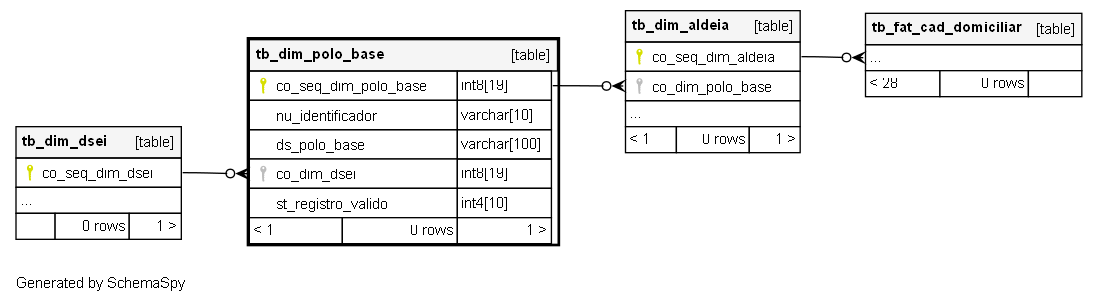 tb_dim_dsei [table]
co_seq_dim_dsei
...
0 rows 1 >
tb_dim_polo_base [table]
co_seq_dim_polo_base int8[19]
nu_identificador varchar[10]
ds_polo_base varchar[100]
co_dim_dsei int8[19]
st_registro_valido int4[10]
< 1 0 rows 1 >
tb_dim_aldeia [table]
co_seq_dim_aldeia
co_dim_polo_base
...
< 1 0 rows 1 >
tb_fat_cad_domiciliar [table]
...
< 28 0 rows
Generated by SchemaSpy